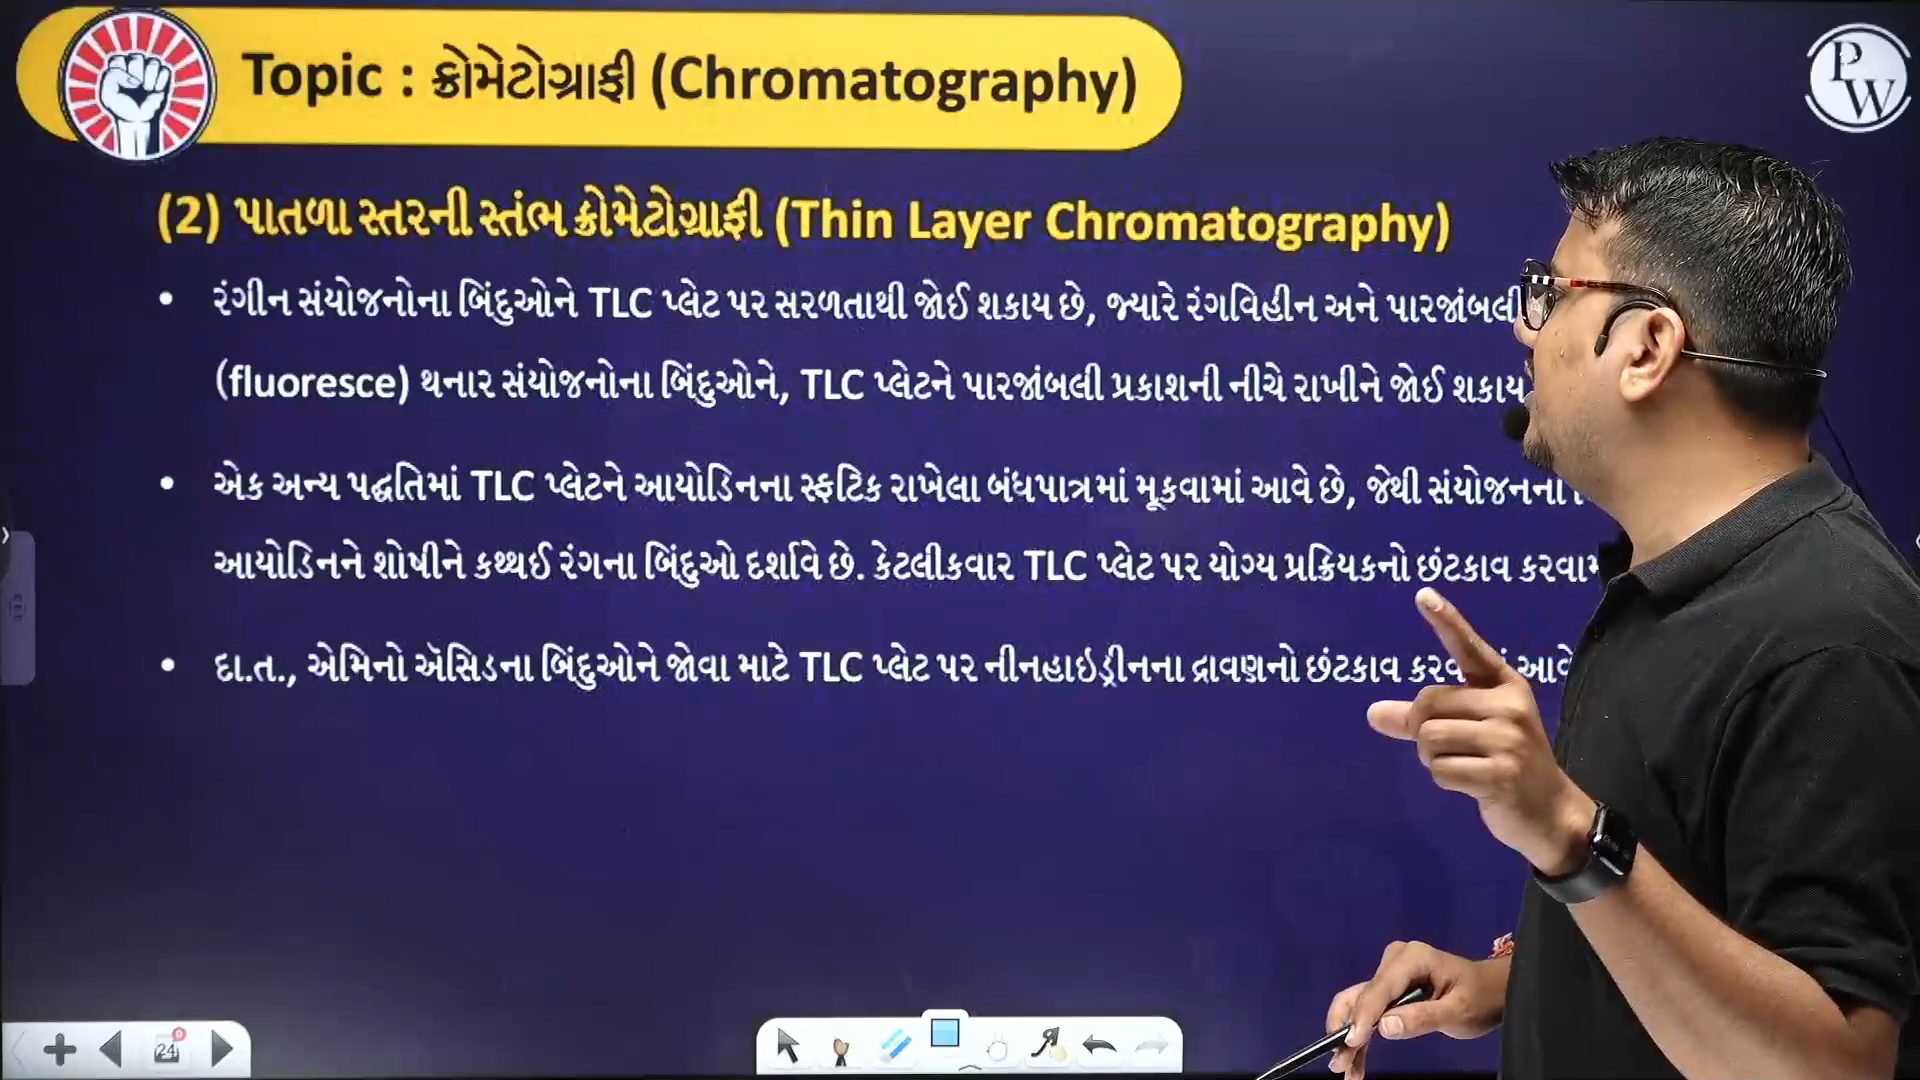 Topic : ક્રોમેટોગ્રાફી (Chromatography)
PW
(2) પાતળા સ્તરની સ્તંભ ક્રોમેટોગ્રાફી (Thin Layer Chromatography)
• રંગીન સંયોજનોના બિંદુઓને TLC પ્લેટ પર સરળતાથી જોઈ શકાય છે, જ્યારે રંગવિહીન અને પારજાંબલી
(fluoresce) થનાર સંયોજનોના બિંદુઓને, TLC પ્લેટને પારજાંબલી પ્રકાશની નીચે રાખીને જોઈ શકાય
• એક અન્ય પદ્ધતિમાં TLC પ્લેટને આયોડિનના સ્ફટિક રાખેલા બંધપાત્રમાં મૂકવામાં આવે છે, જેથી સંયોજનના
આયોડિનને શોષીને કથ્થઈ રંગના બિંદુઓ દર્શાવે છે. કેટલીકવાર TLC પ્લેટ પર યોગ્ય પ્રક્રિયકનો છંટકાવ
• દા.ત., એમિનો ઍસિડના બિંદુઓને જોવા માટે TLC પ્લેટ પર નીનહાઇડ્રીનના દ્રાવણનો છંટકાવ
24